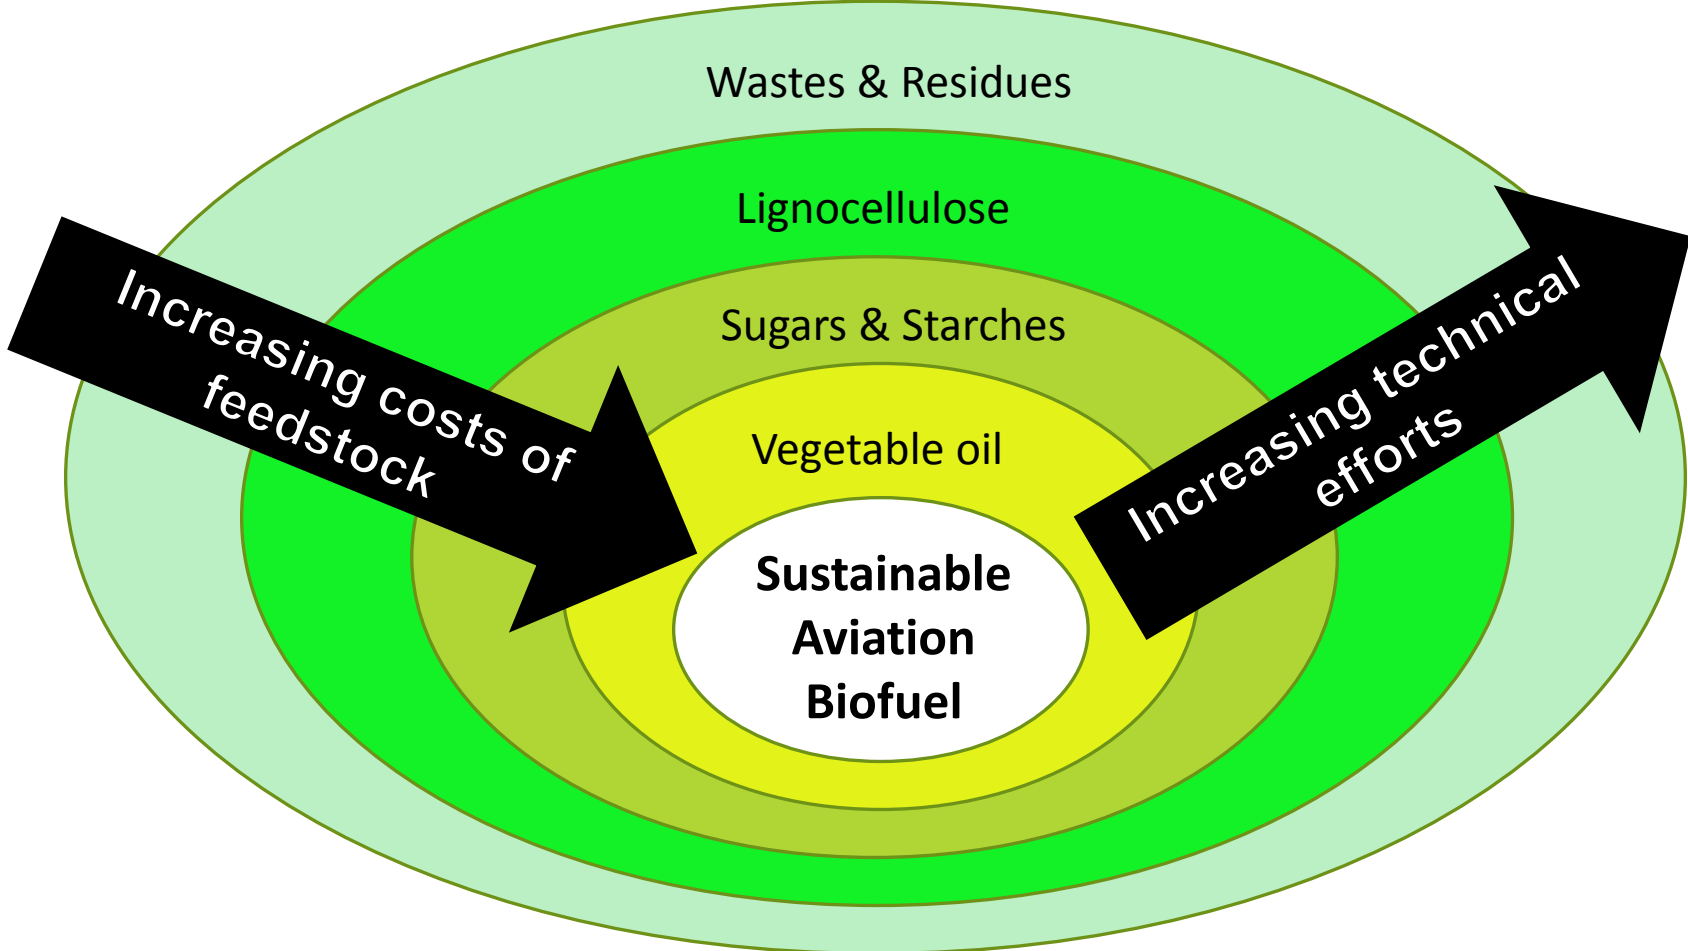 Wastes & Residues
Lignocellulose
Sugars & Starches
Vegetable oil
Sustainable
Aviation
Biofuel
Increasing costs of
feedstock
Increasing technical
efforts